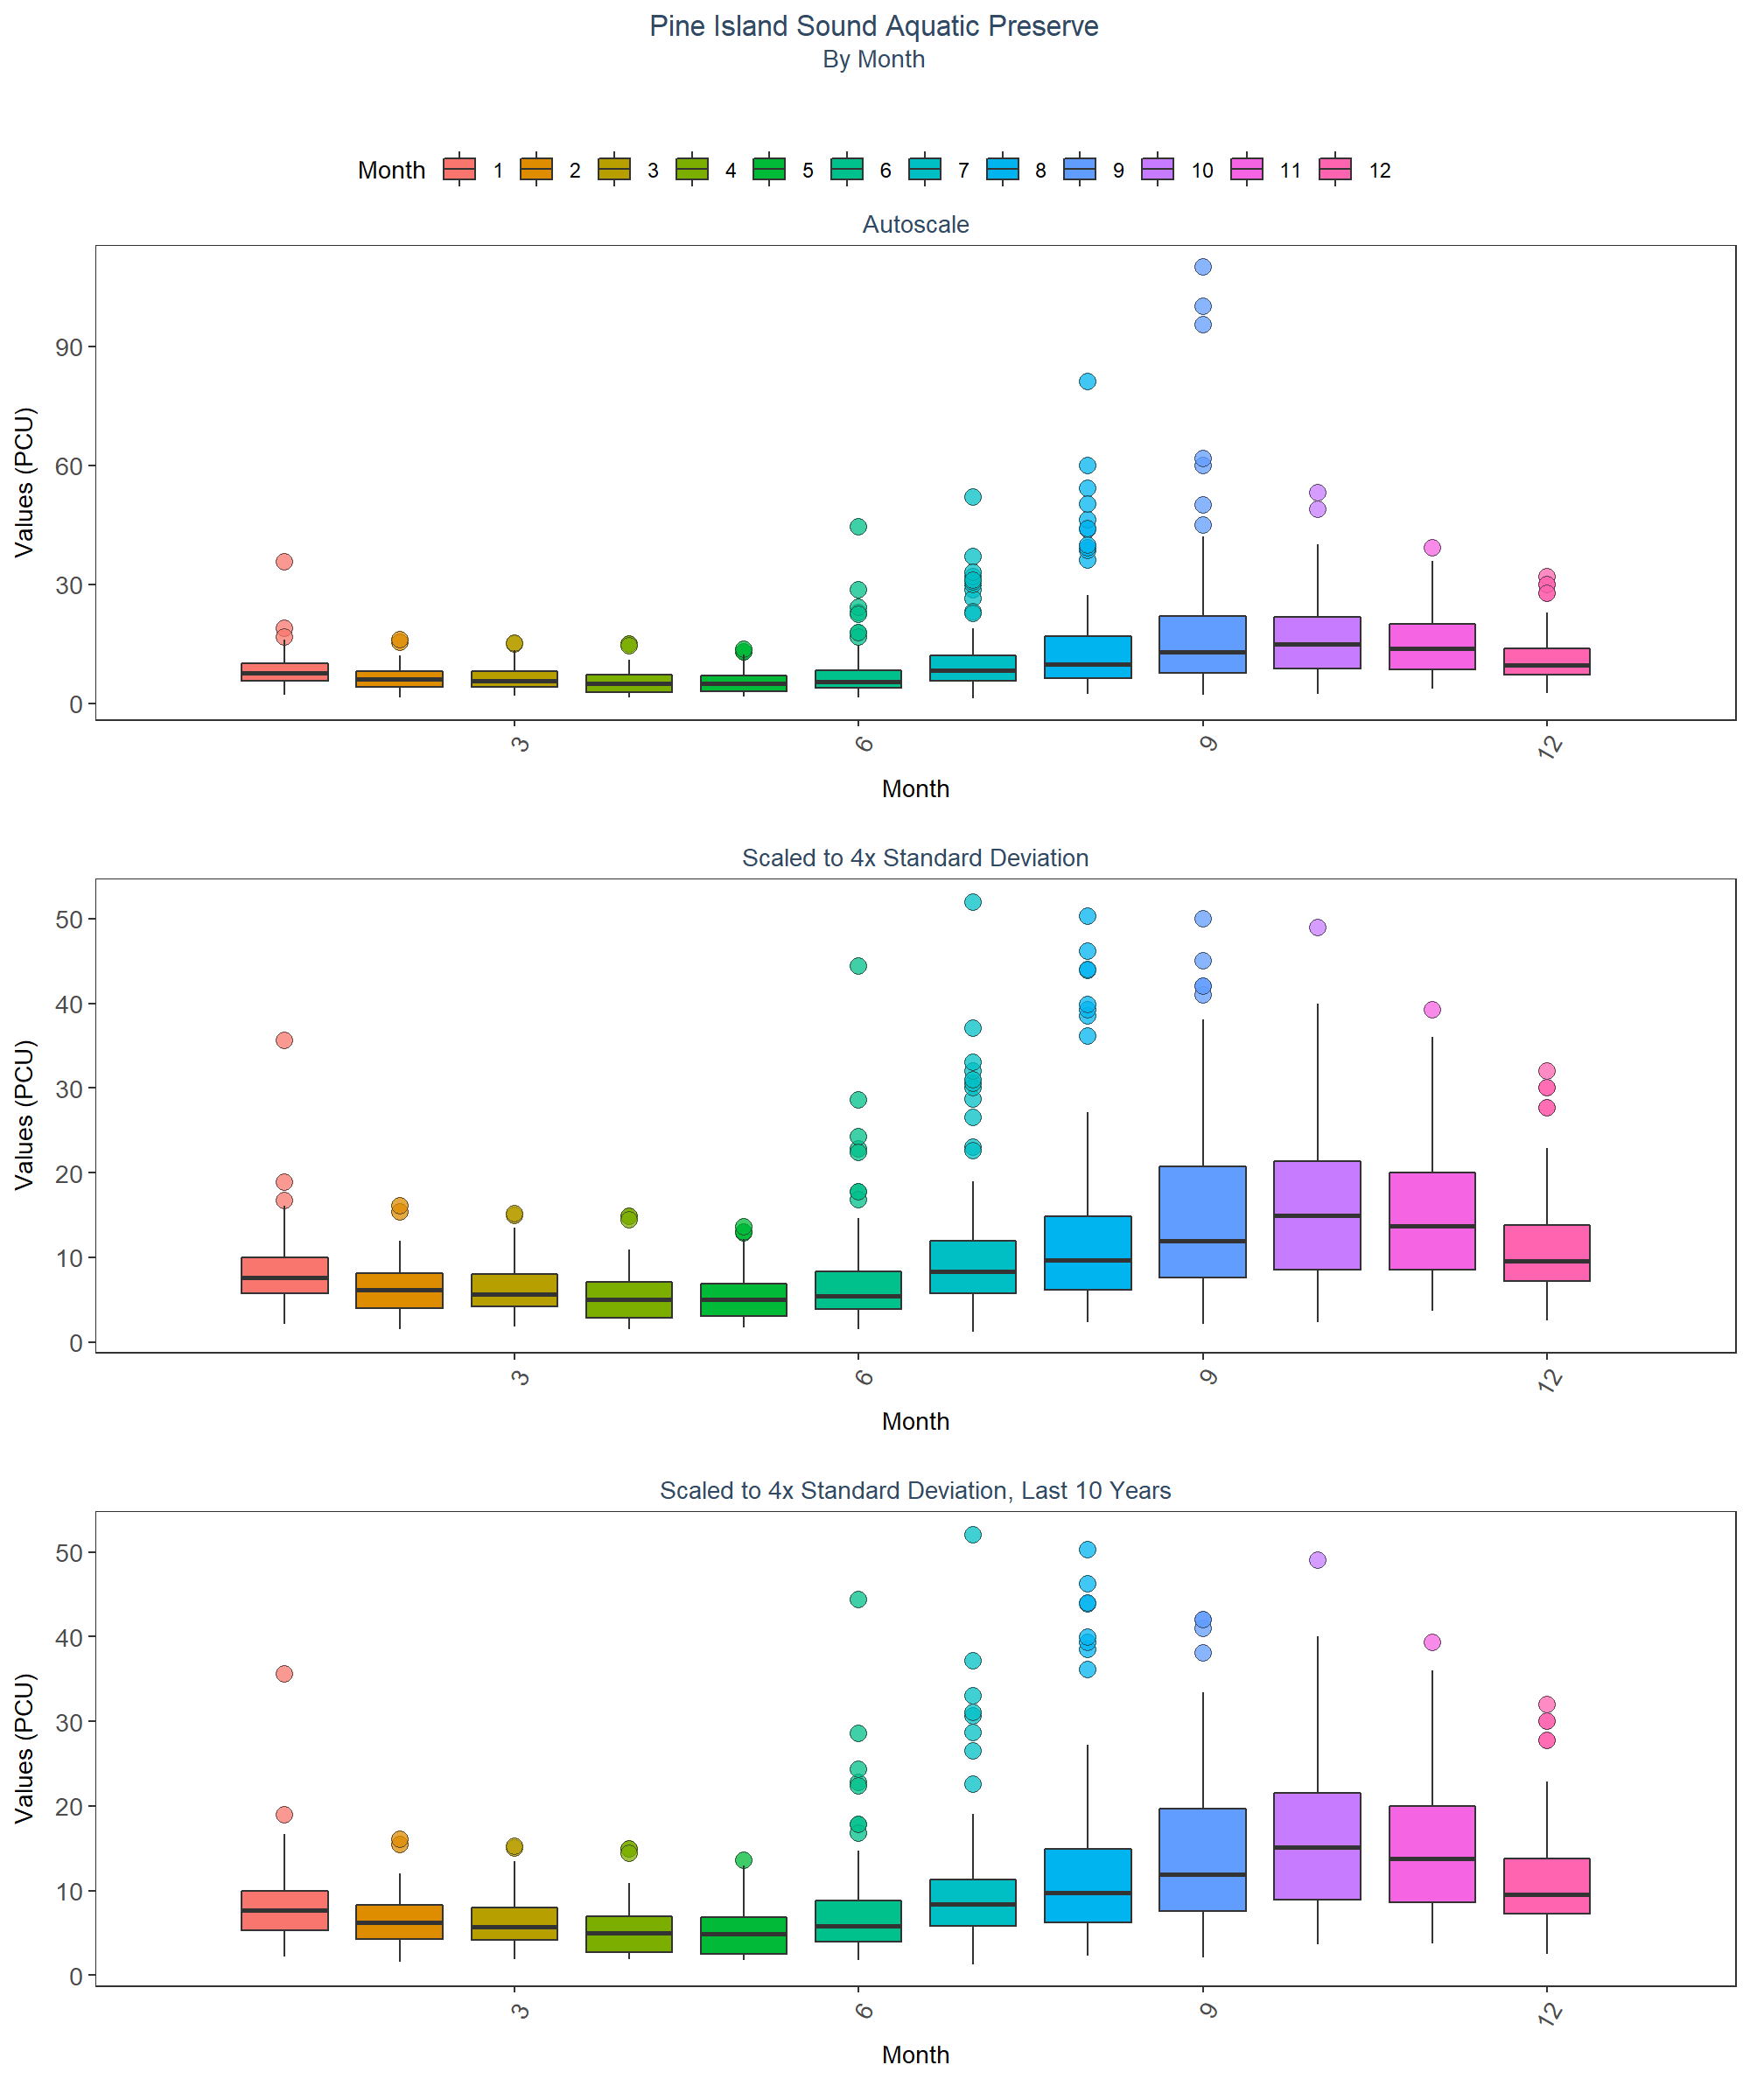 Pine Island Sound Aquatic Preserve
By Month
Month 1 2 3 4 5 6 7 8 9 10 11 12
Autoscale
Values (PCU)
90
60
30
0
3 6 9 12
Month
Scaled to 4x Standard Deviation
Values (PCU)
50
40
30
20
10
0
3 6 9 12
Month
Scaled to 4x Standard Deviation, Last 10 Years
Values (PCU)
50
40
30
20
10
0
3 6 9 12
Month